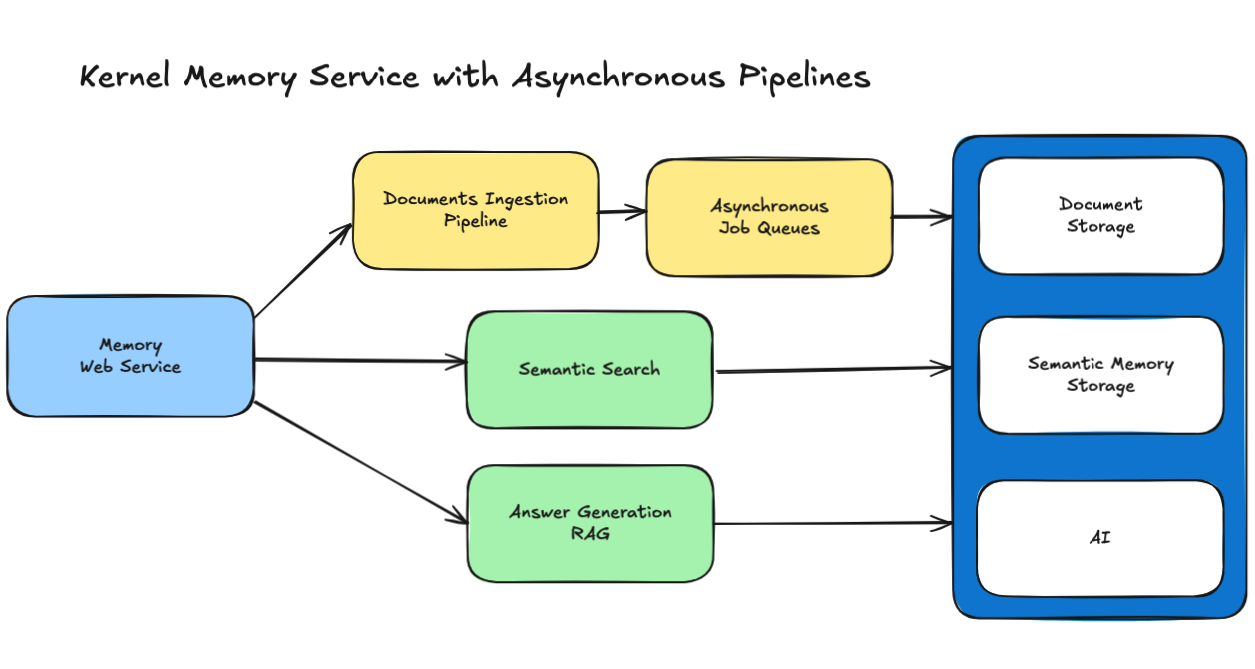 Kernel Memory Service with Asynchronous Pipelines
Documents Ingestion
Pipeline
Asynchronous
Job Queues
Document
Storage
Memory
Web Service
Semantic Search
Semantic Memory
Storage
Answer Generation
RAG
AI